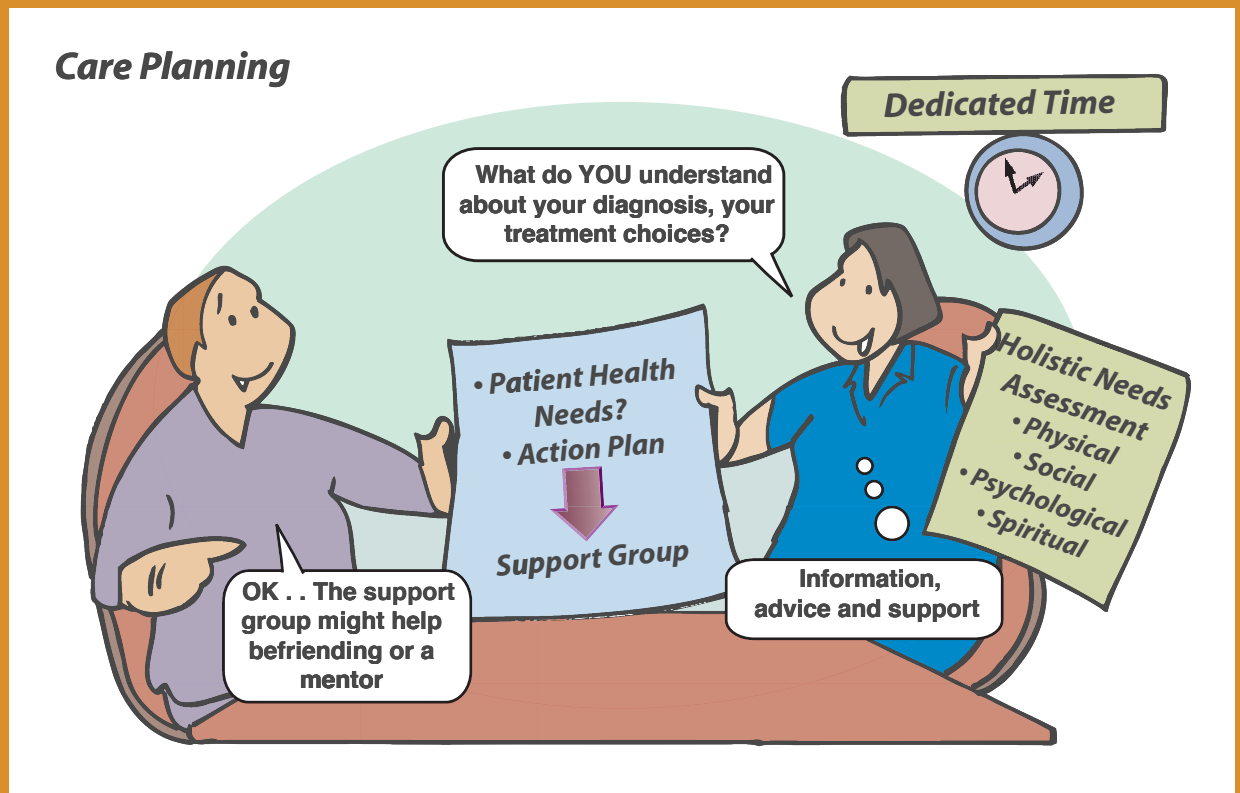 Care Planning
Dedicated Time
What do YOU understand
about your diagnosis, your
treatment choices?
• Patient Health
Needs?
• Action Plan
Support Group
Holistic Needs
Assessment
• Physical
• Social
• Psychological
• Spiritual
OK . . The support
group might help
befriending or a
mentor
Information,
advice and support